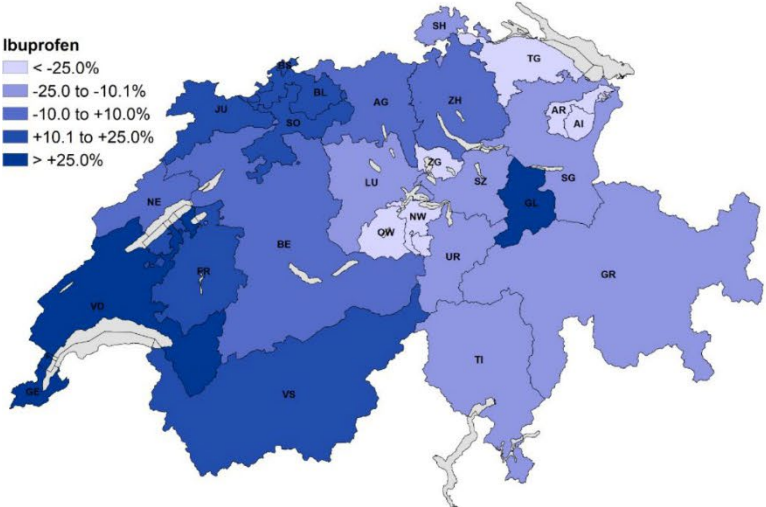 Ibuprofen
< -25.0%
-25.0 to -10.1%
-10.0 to +10.0%
+10.1 to +25.0%
> +25.0%
SH
TG
BS
BL
JU
AG
ZH
AR
AI
SO
ZG
LU
SZ
SG
NE
GL
NW
OW
BE
UR
FR
GR
VD
TI
GE
VS